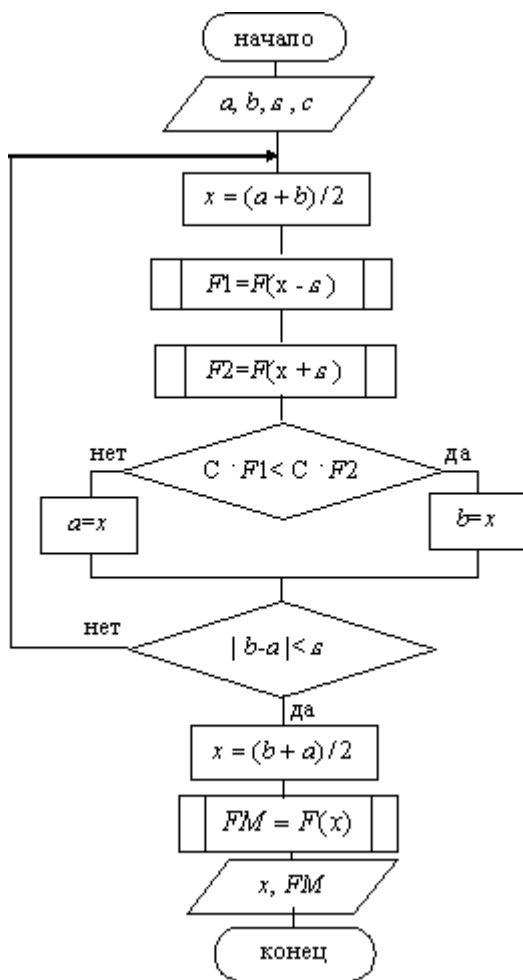 начало
a, b, ε, c
x = (a + b) / 2
F1=F(x - ε)
F2=F(x + ε)
нет
да
C · F1< C · F2
a=x
b=x
нет
| b-a |< ε
да
x = (b + a) / 2
FM = F(x)
x, FM
конец